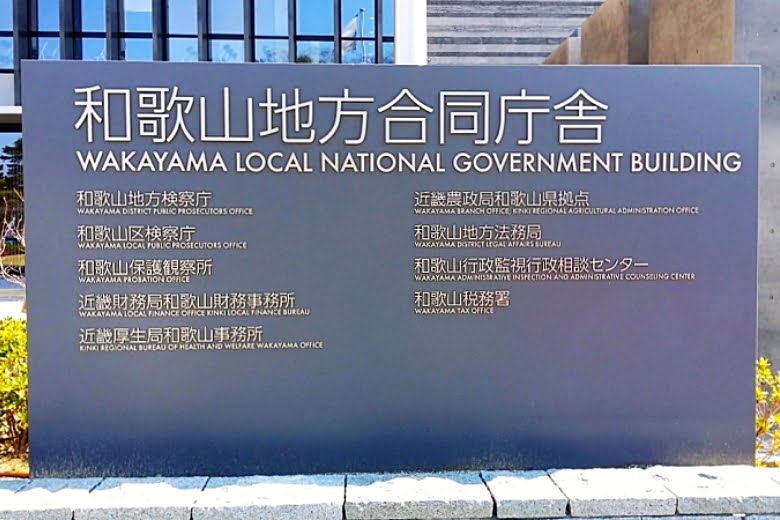 和歌山地方合同庁舎
WAKAYAMA LOCAL NATIONAL GOVERNMENT BUILDING
和歌山地方検察庁
WAKAYAMA DISTRICT PUBLIC PROSECUTORS OFFICE
和歌山区検察庁
WAKAYAMA LOCAL PUBLIC PROSECUTORS OFFICE
和歌山保護観察所
WAKAYAMA PROBATION OFFICE
近畿財務局和歌山財務事務所
WAKAYAMA LOCAL FINANCE OFFICE KINKI LOCAL FINANCE BUREAU
近畿厚生局和歌山事務所
KINKI REGIONAL BUREAU OF HEALTH AND WELFARE WAKAYAMA OFFICE
近畿農政局和歌山県拠点
WAKAYAMA BRANCH OFFICE, KINKI REGIONAL AGRICULTURAL ADMINISTRATION OFFICE
和歌山地方法務局
WAKAYAMA DISTRICT LEGAL AFFAIRS BUREAU
和歌山行政監視行政相談センター
WAKAYAMA ADMINISTRATIVE INSPECTION AND ADMINISTRATIVE COUNSELING CENTER
和歌山税務署
WAKAYAMA TAX OFFICE